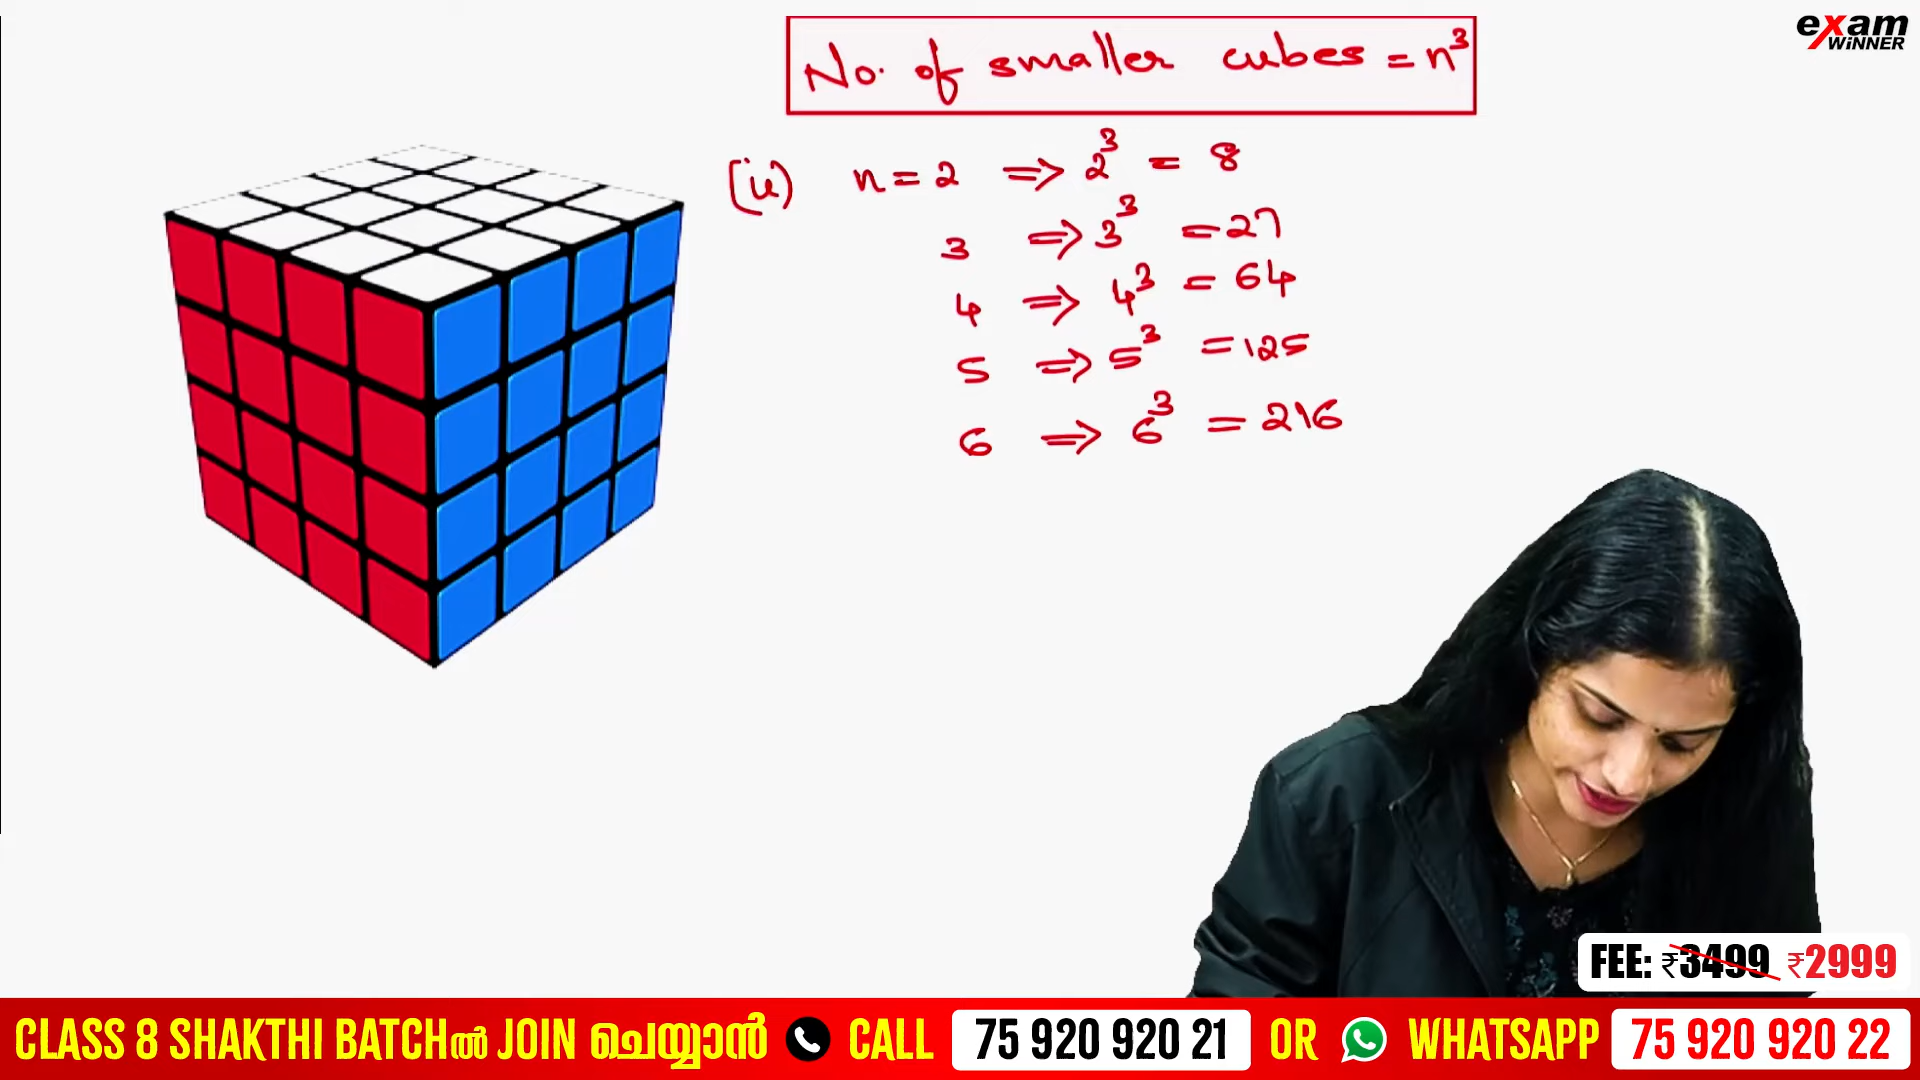 exam
WINNER
No. of smaller cubes = n³
(ii) n = 2 ⇒ 2³ = 8
3 ⇒ 3³ = 27
4 ⇒ 4³ = 64
5 ⇒ 5³ = 125
6 ⇒ 6³ = 216
FEE: ₹3499 ₹2999
CLASS 8 SHAKTHI BATCHൽ JOIN ചെയ്യാൻ CALL 75 920 920 21 OR WHATSAPP 75 920 920 22